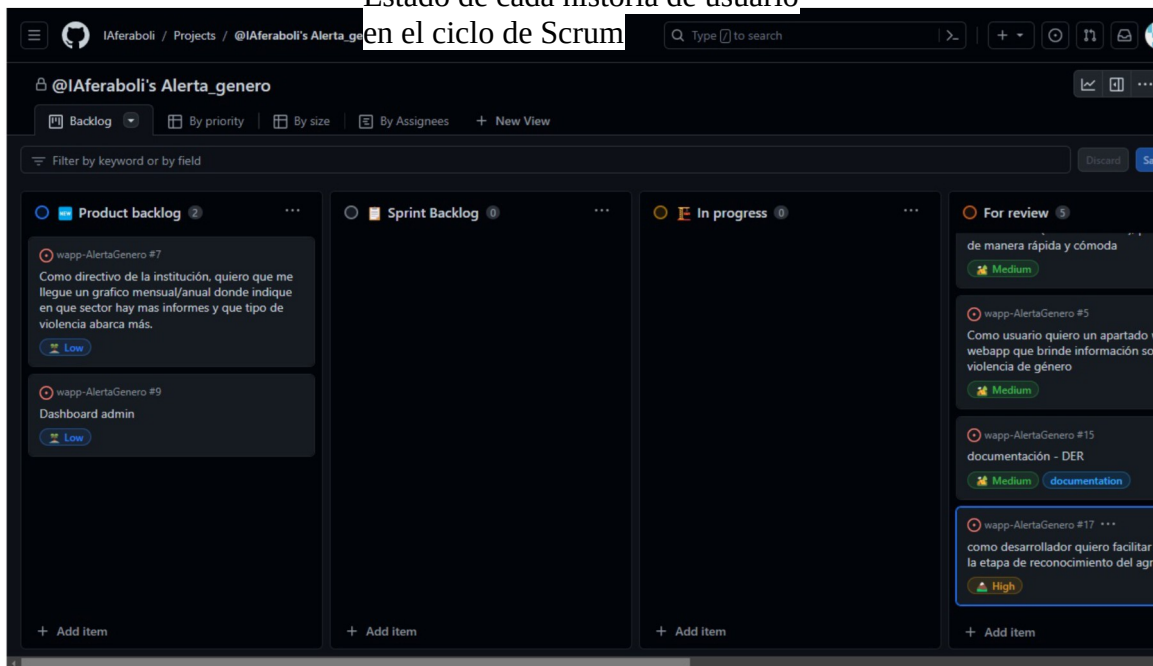 Estado de cada historia de usuario
en el ciclo de Scrum
IAferaboli / Projects / @IAferaboli's Alerta_ge
Type / to search
@IAferaboli's Alerta_genero
Backlog
By priority
By size
By Assignees
+ New View
Filter by keyword or by field
Discard
Sa
NEW Product backlog 2
wapp-AlertaGenero #7
Como directivo de la institución, quiero que me
llegue un grafico mensual/anual donde indique
en que sector hay mas informes y que tipo de
violencia abarca más.
Low
wapp-AlertaGenero #9
Dashboard admin
Low
+ Add item
Sprint Backlog 0
+ Add item
In progress 0
+ Add item
For review 5
de manera rápida y cómoda
Medium
wapp-AlertaGenero #5
Como usuario quiero un apartado
webapp que brinde información so
violencia de género
Medium
wapp-AlertaGenero #15
documentación - DER
Medium documentation
wapp-AlertaGenero #17
como desarrollador quiero facilitar
la etapa de reconocimiento del agr
High
+ Add item